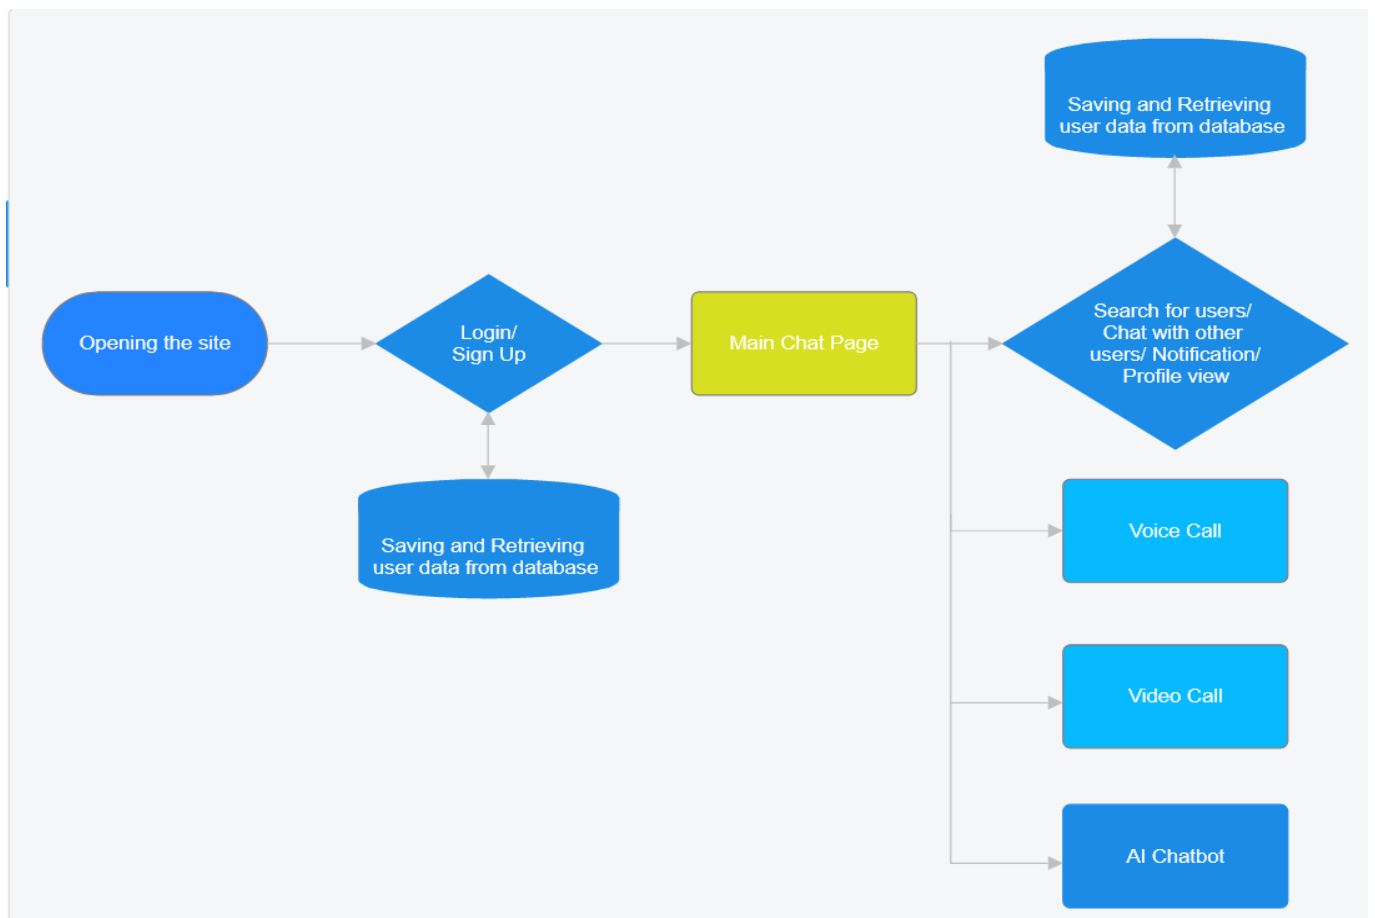 Saving and Retrieving
user data from database
Opening the site
Login/
Sign Up
Main Chat Page
Search for users/
Chat with other
users/ Notification/
Profile view
Saving and Retrieving
user data from database
Voice Call
Video Call
AI Chatbot